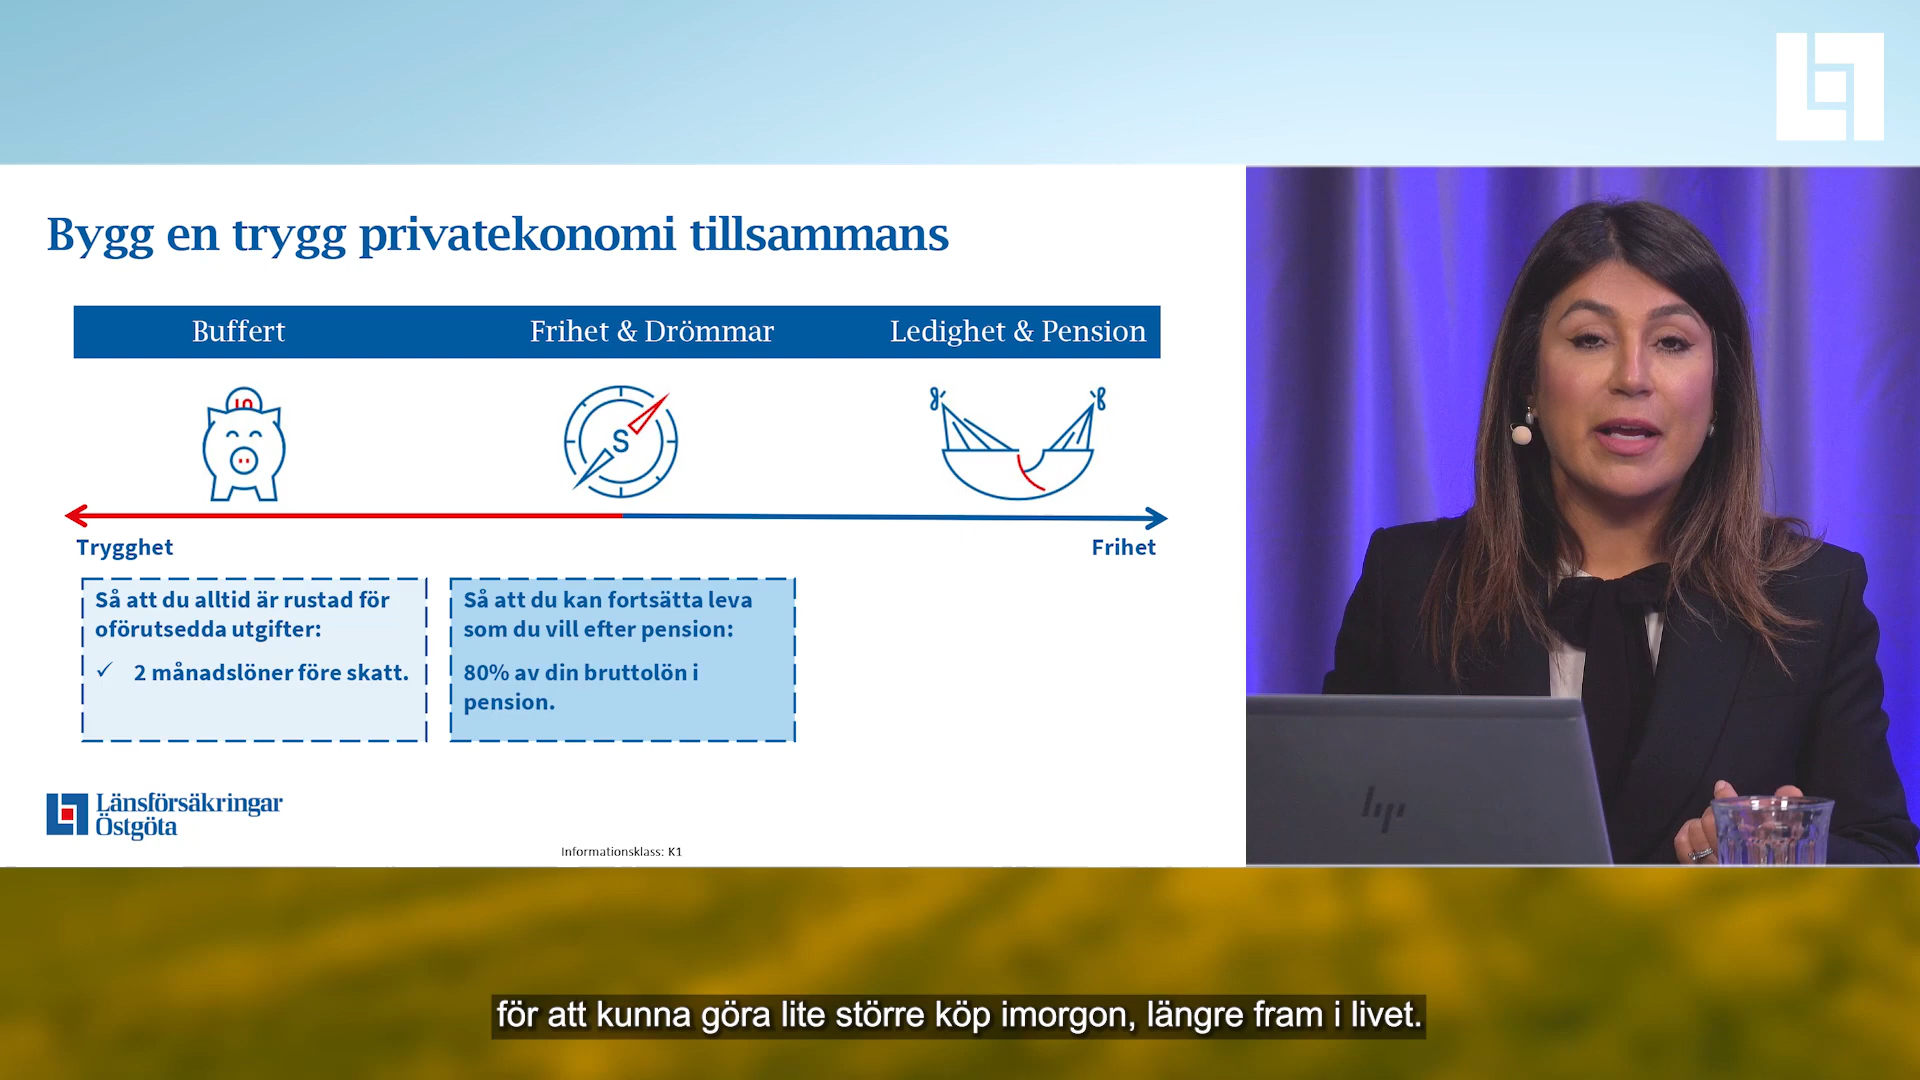 Bygg en trygg privatekonomi tillsammans
Buffert
Frihet & Drömmar
Ledighet & Pension
10
S
Trygghet
Frihet
Så att du alltid är rustad för
oförutsedda utgifter:
✓ 2 månadslöner före skatt.
Så att du kan fortsätta leva
som du vill efter pension:
80% av din bruttolön i
pension.
Länsförsäkringar
Östgöta
Informationsklass: K1
hp
för att kunna göra lite större köp imorgon, längre fram i livet.